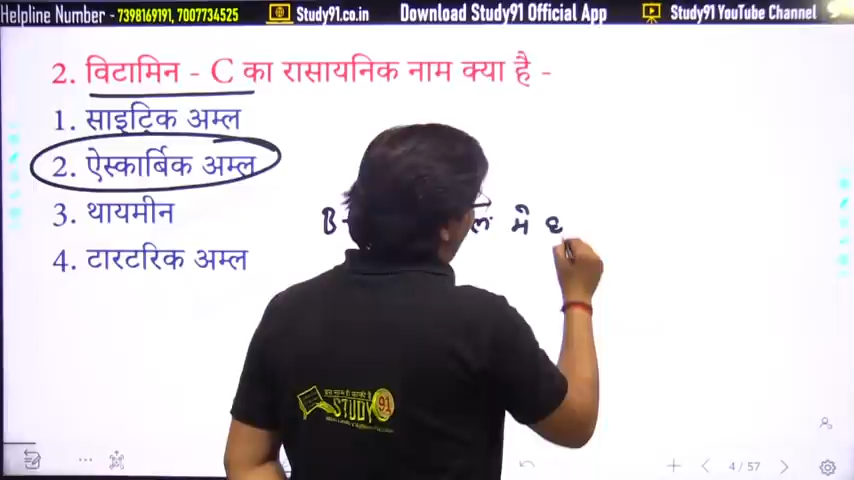 Helpline Number - 7398169191, 7007734525 Study91.co.in Download Study91 Official App Study91 YouTube Channel
2. विटामिन - C का रासायनिक नाम क्या है -
1. साइट्रिक अम्ल
2. ऐस्कार्बिक अम्ल
3. थायमीन
4. टारटरिक अम्ल
B- में
STUDY 91
4 / 57